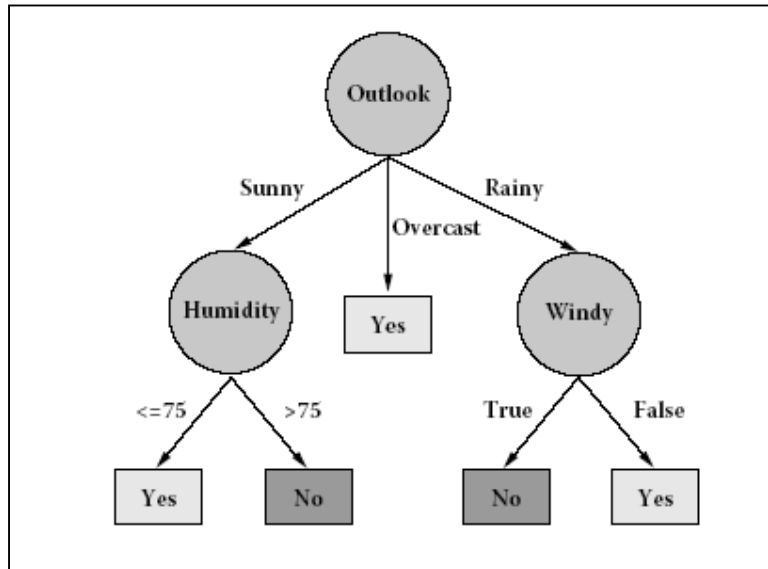 Outlook
Sunny
Rainy
Overcast
Humidity
Yes
Windy
<=75
>75
True
False
Yes
No
No
Yes